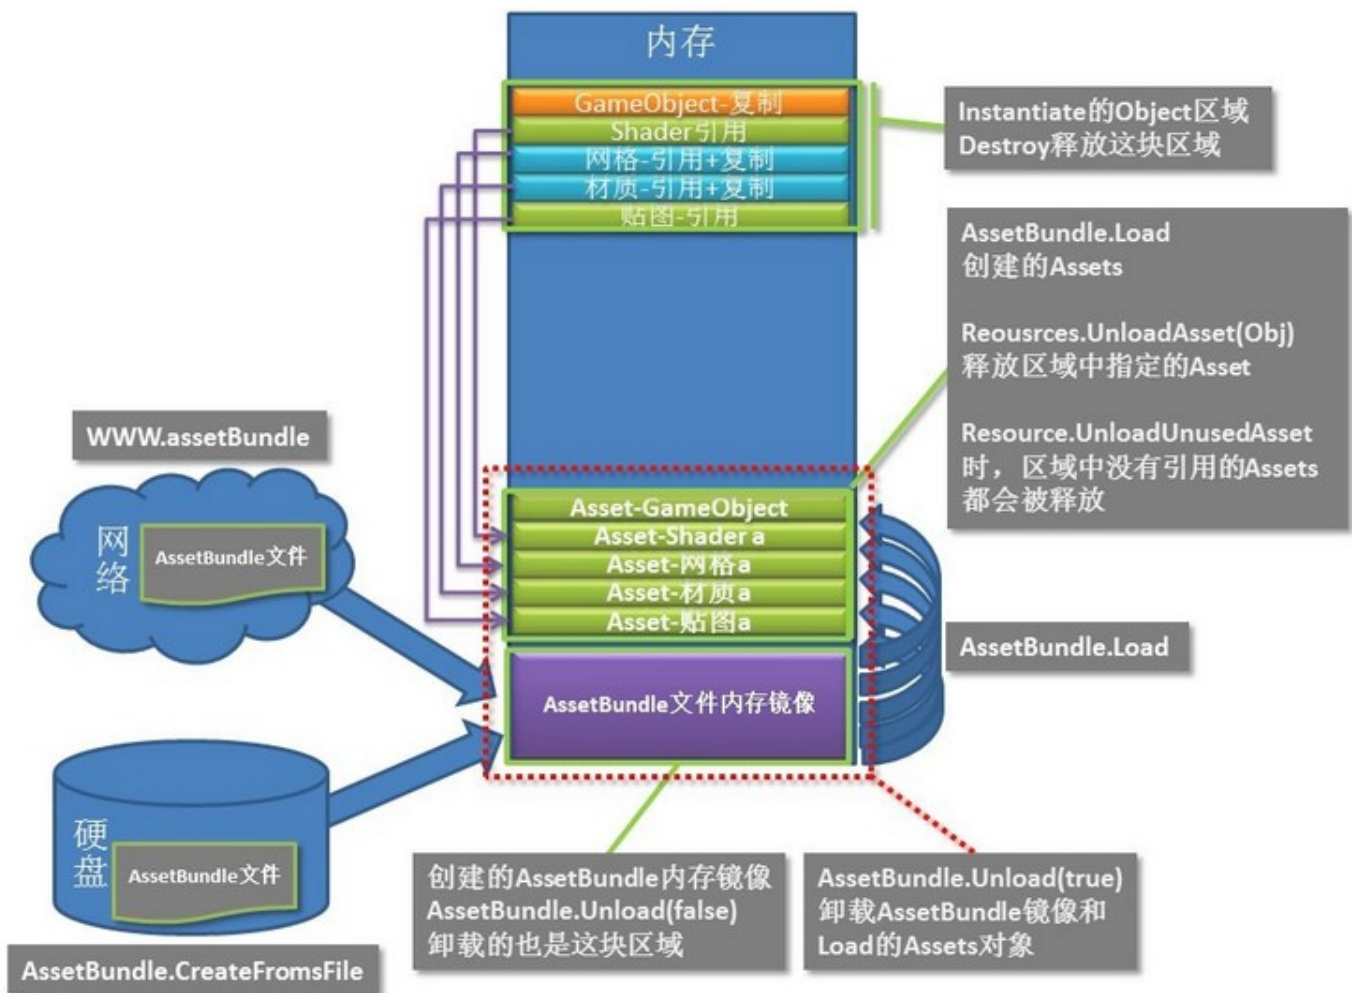 内存
GameObject-复制
Shader引用
网格-引用+复制
材质-引用+复制
贴图-引用
Instantiate的Object区域
Destroy释放这块区域
AssetBundle.Load
创建的Assets
Reousrces.UnloadAsset(Obj)
释放区域中指定的Asset
Resource.UnloadUnusedAsset
时，区域中没有引用的Assets
都会被释放
WWW.assetBundle
网
络
AssetBundle文件
Asset-GameObject
Asset-Shader a
Asset-网格a
Asset-材质a
Asset-贴图a
AssetBundle.Load
AssetBundle文件内存镜像
硬
盘
AssetBundle文件
AssetBundle.CreateFromsFile
创建的AssetBundle内存镜像
AssetBundle.Unload(false)
卸载的也是这块区域
AssetBundle.Unload(true)
卸载AssetBundle镜像和
Load的Assets对象